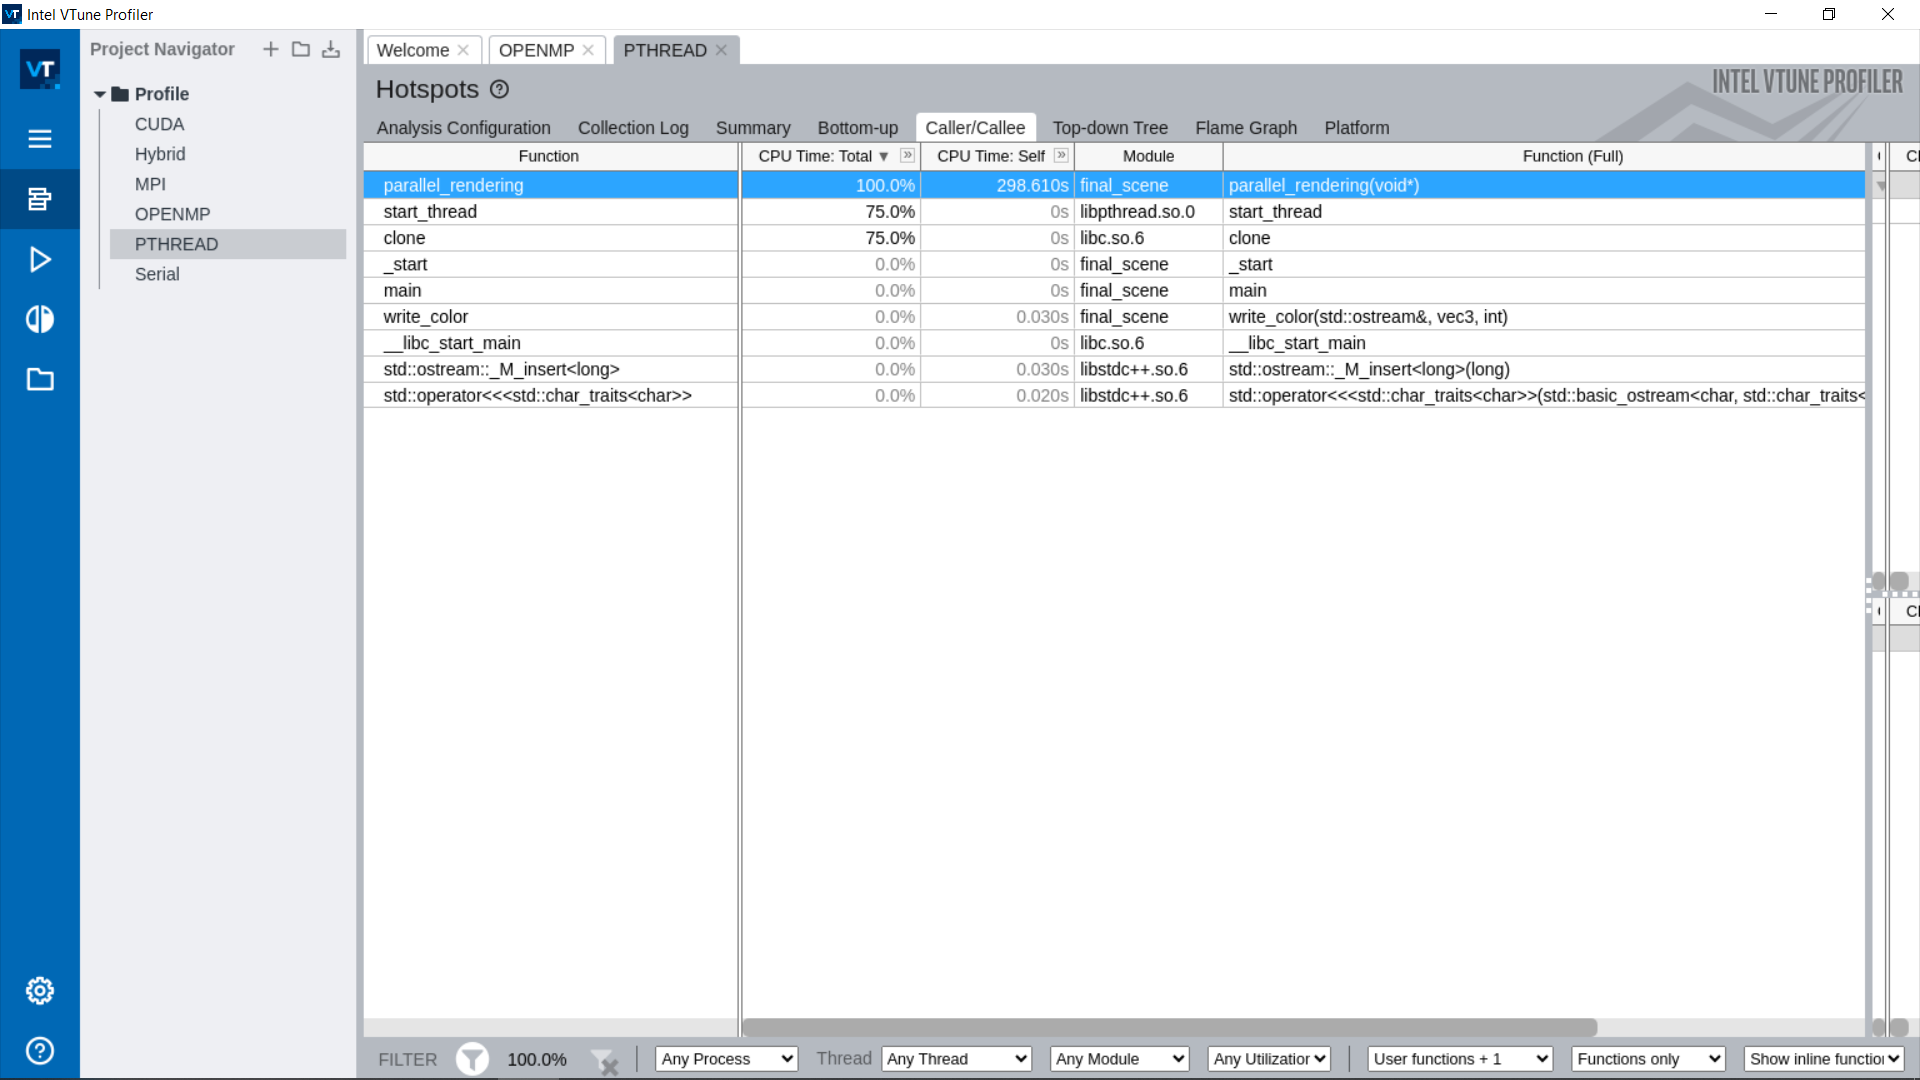 Intel VTune Profiler
VT
Project Navigator
Profile
CUDA
Hybrid
MPI
OPENMP
PTHREAD
Serial
Welcome
OPENMP
PTHREAD
Hotspots
INTEL VTUNE PROFILER
Analysis Configuration Collection Log Summary Bottom-up Caller/Callee Top-down Tree Flame Graph Platform
Function CPU Time: Total CPU Time: Self Module Function (Full)
parallel_rendering 100.0% 298.610s final_scene parallel_rendering(void*)
start_thread 75.0% 0s libpthread.so.0 start_thread
clone 75.0% 0s libc.so.6 clone
_start 0.0% 0s final_scene _start
main 0.0% 0s final_scene main
write_color 0.0% 0.030s final_scene write_color(std::ostream&, vec3, int)
__libc_start_main 0.0% 0s libc.so.6 __libc_start_main
std::ostream::_M_insert<long> 0.0% 0.030s libstdc++.so.6 std::ostream::_M_insert<long>(long)
std::operator<<<std::char_traits<char>> 0.0% 0.020s libstdc++.so.6 std::operator<<<std::char_traits<char>>(std::basic_ostream<char, std::char_traits<
FILTER 100.0% Any Process Thread Any Thread Any Module Any Utilization User functions + 1 Functions only Show inline function